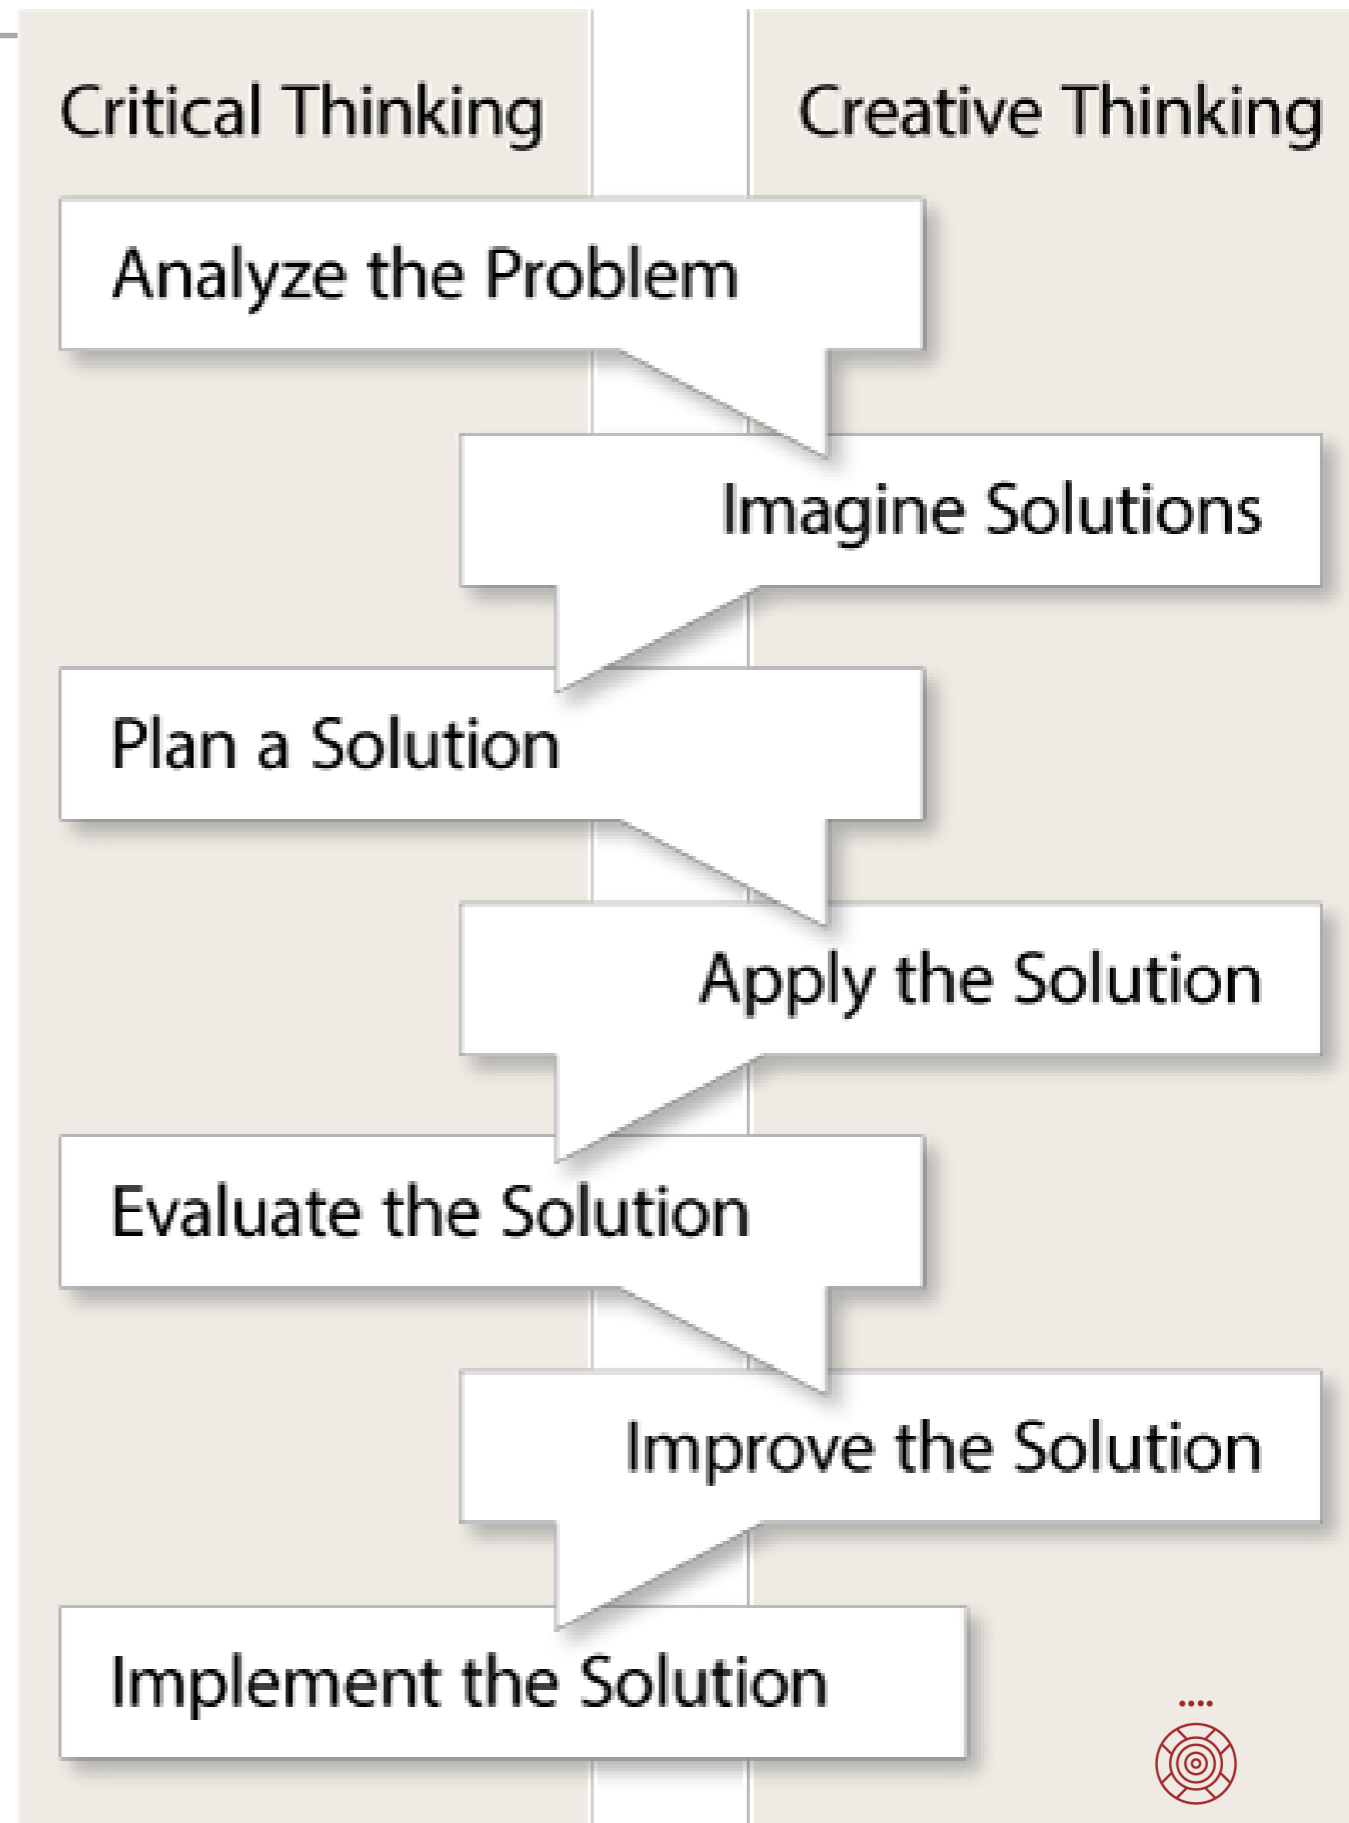 Critical Thinking
Creative Thinking
Analyze the Problem
Imagine Solutions
Plan a Solution
Apply the Solution
Evaluate the Solution
Improve the Solution
Implement the Solution